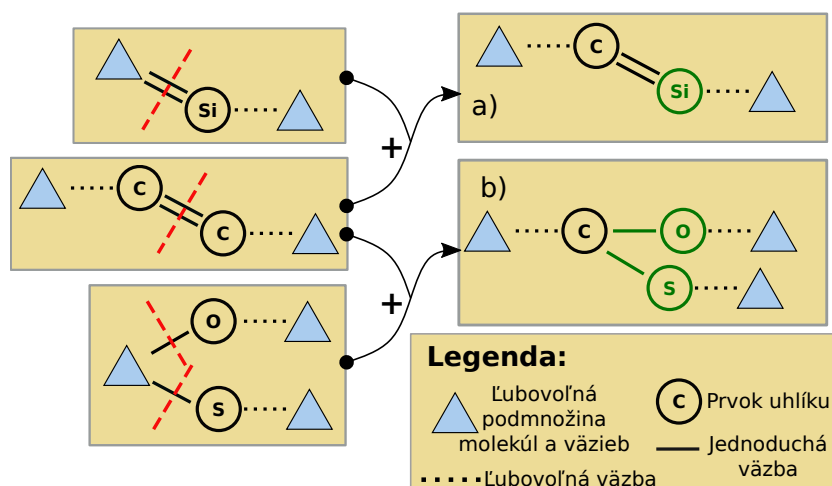 Si
C
C
O
S
+
+
C
Si
a)
b)
C
O
S
Legenda:
Ľubovoľná
podmnožina
molekúl a väzieb
C
Prvok uhlíku
Jednoduchá
väzba
Ľubovoľná väzba